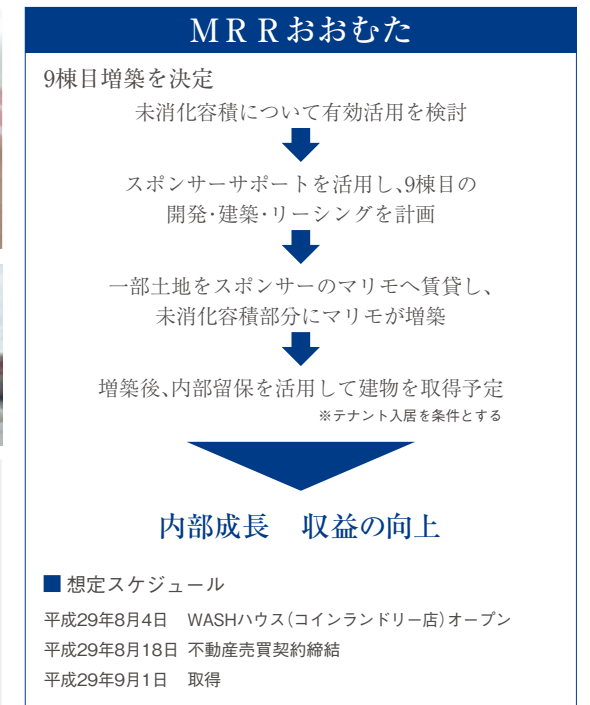 MRRおおむた
9棟目増築を決定
未消化容積について有効活用を検討
スポンサーサポートを活用し、9棟目の
開発・建築・リーシングを計画
一部土地をスポンサーのマリモへ賃貸し、
未消化容積部分にマリモが増築
増築後、内部留保を活用して建物を取得予定
※テナント入居を条件とする
内部成長　収益の向上
■想定スケジュール
平成29年8月4日　WASHハウス（コインランドリー店）オープン
平成29年8月18日 不動産売買契約締結
平成29年9月1日　取得